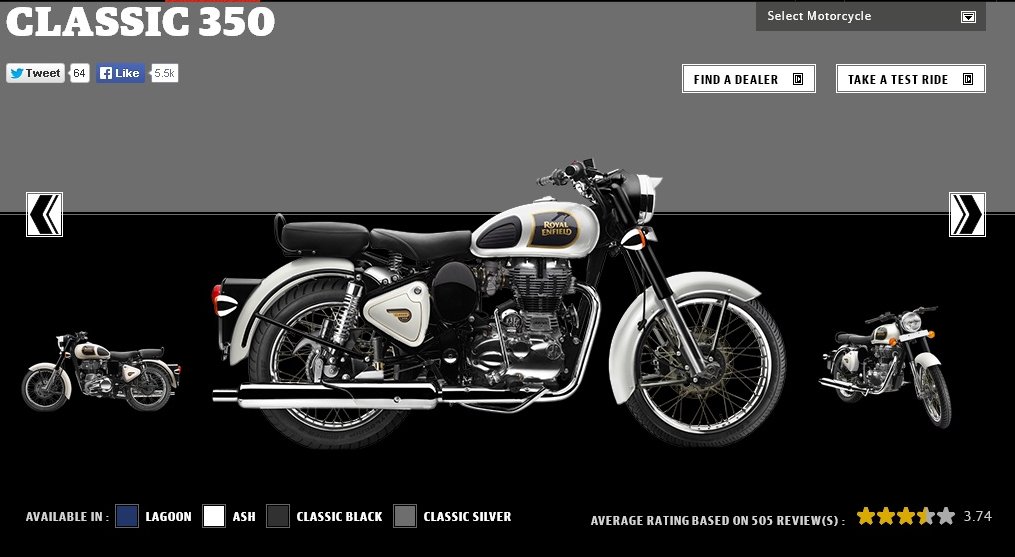 CLASSIC 350
Select Motorcycle
Tweet 64 Like 5.5k
FIND A DEALER
TAKE A TEST RIDE
ROYAL
ENFIELD
AVAILABLE IN : LAGOON ASH CLASSIC BLACK CLASSIC SILVER
AVERAGE RATING BASED ON 505 REVIEW(S) : 3.74